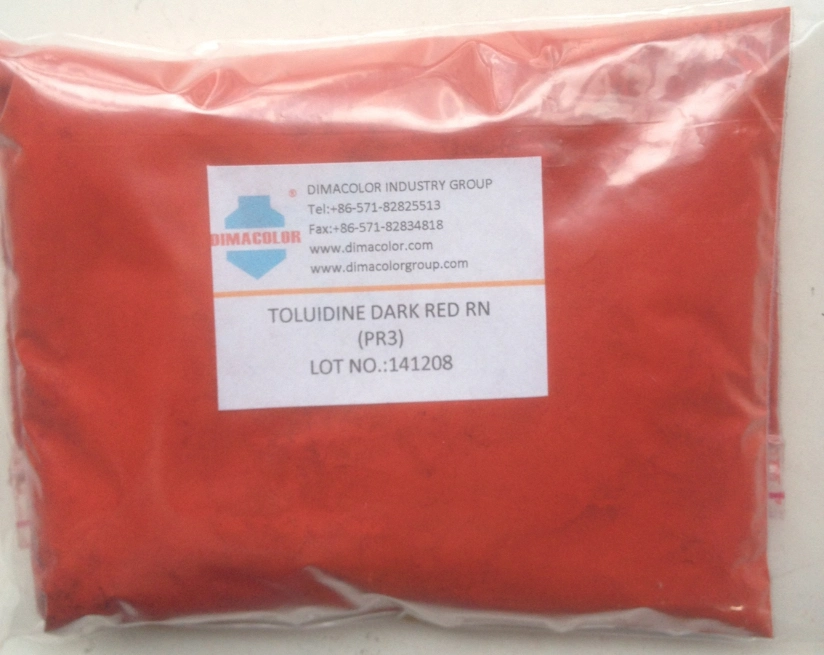 ®
DIMACOLOR
DIMACOLOR INDUSTRY GROUP
Tel:+86-571-82825513
Fax:+86-571-82834818
www.dimacolor.com
www.dimacolorgroup.com
TOLUIDINE DARK RED RN
(PR3)
LOT NO.:141208